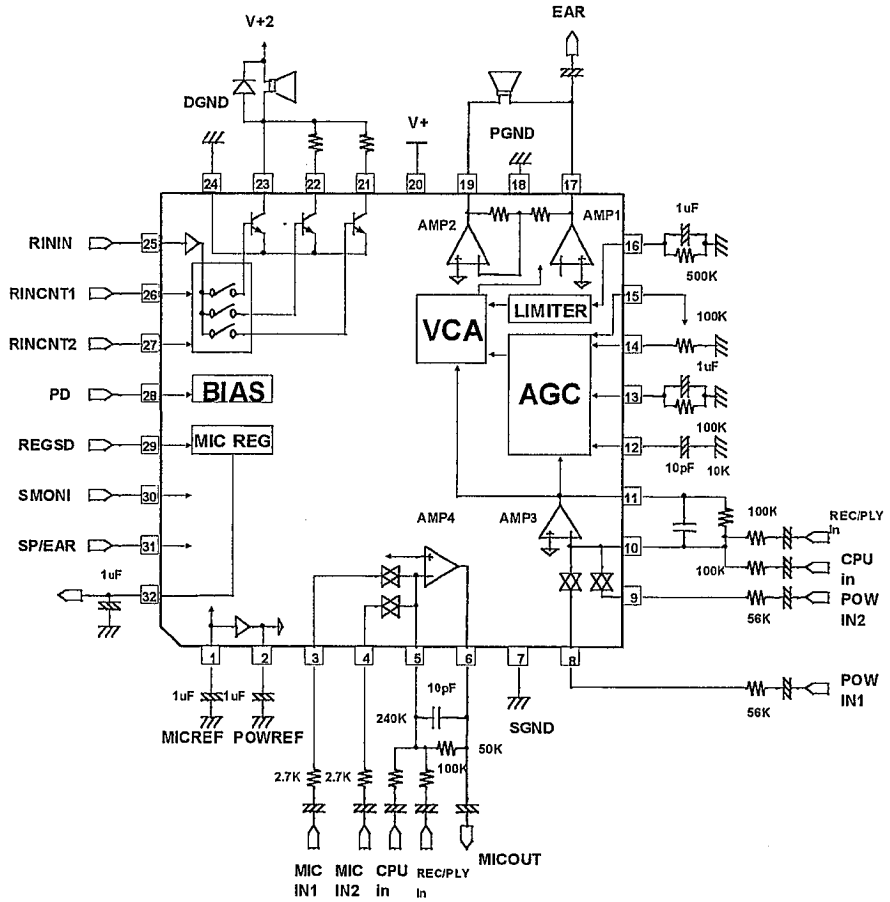 EAR
V+2
DGND
V+
PGND
24
23
22
21
20
19
18
17
AMP2
AMP1
RININ
25
16
1uF
500K
RINCNT1
26
15
LIMITER
100K
VCA
RINCNT2
27
14
1uF
AGC
PD
28
BIAS
13
100K
REGSD
29
MIC REG
12
10pF
10K
SMONI
30
11
AMP4
AMP3
100K
REC/PLY
In
SP/EAR
31
10
100K
CPU
in
1uF
32
9
56K
POW
IN2
1
2
3
4
5
6
7
8
1uF
1uF
10pF
SGND
56K
POW
IN1
MICREF
POWREF
240K
50K
100K
2.7K
2.7K
MICOUT
MIC
IN1
MIC
IN2
CPU
in
REC/PLY
In